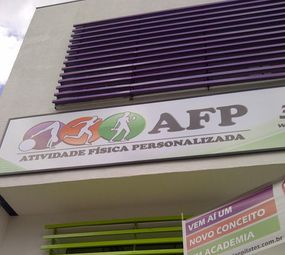 AFP
ATIVIDADE FÍSICA PERSONALIZADA
VEM AÍ UM
NOVO CONCEITO
ACADEMIA